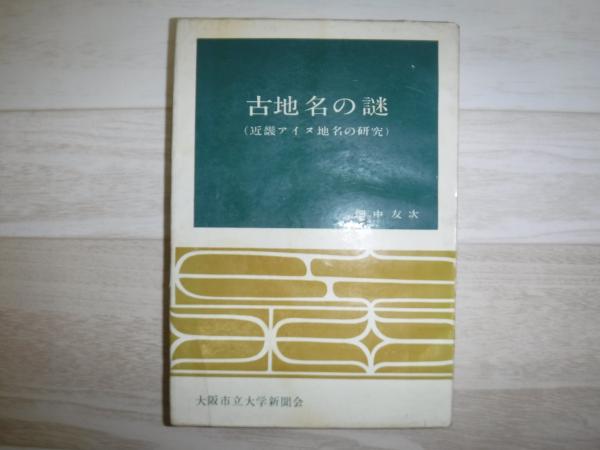 古地名の謎
(近畿アイヌ地名の研究)
畑中友次
大阪市立大学新聞会